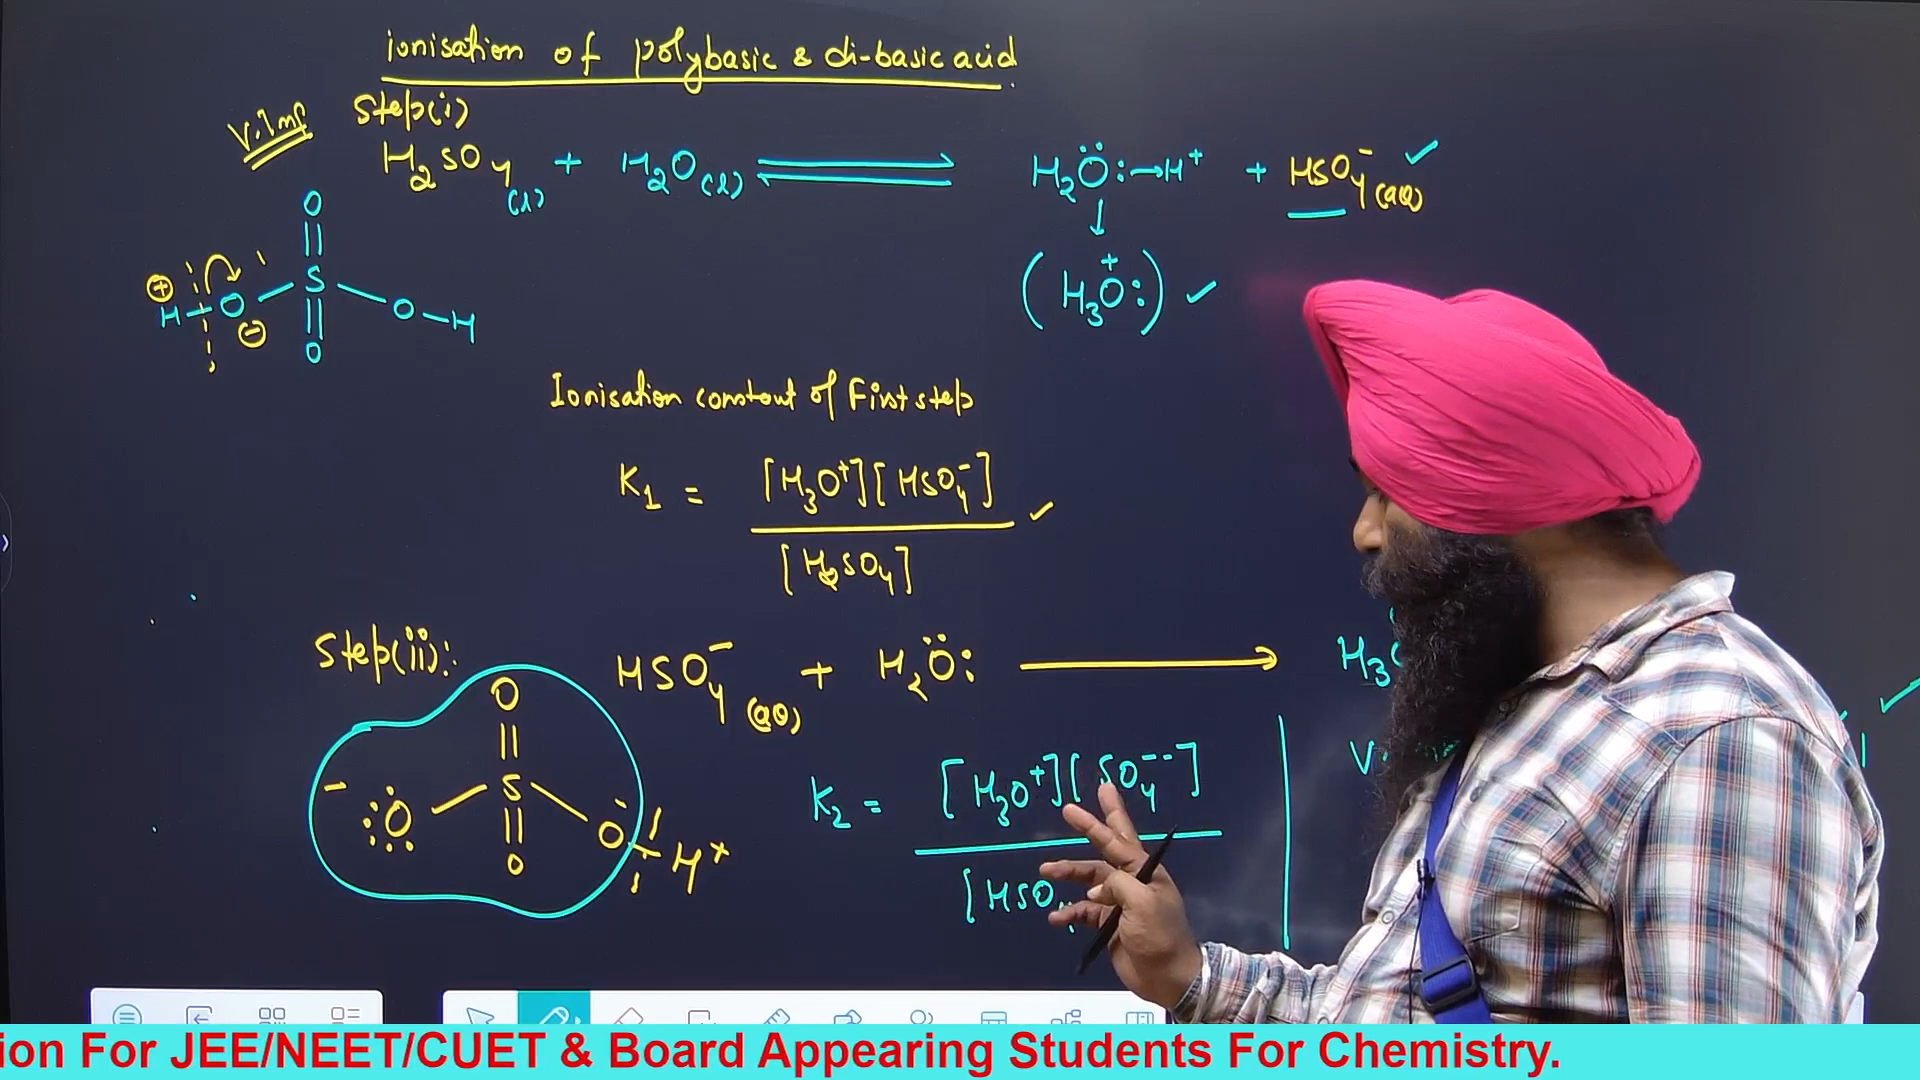 ionisation of polybasic & di-basic acid
V.Imp Step(i)
H2SO4(l) + H2O(l) ⇌ H2Ö:→H+ + HSO4-(aq) ✓
↓
(H3O+:) ✓
O
||
⊕ H-O-S-O-H
⊖ ||
O
Ionisation constant of First step
K1 = [H3O+][HSO4-] ✓
[H2SO4]
Step(ii):
HSO4-(aq) + H2Ö: → H3
O
||
- :O-S-O-H+
||
O
K2 = [H3O+][SO4--]
[HSO
ion For JEE/NEET/CUET & Board Appearing Students For Chemistry.